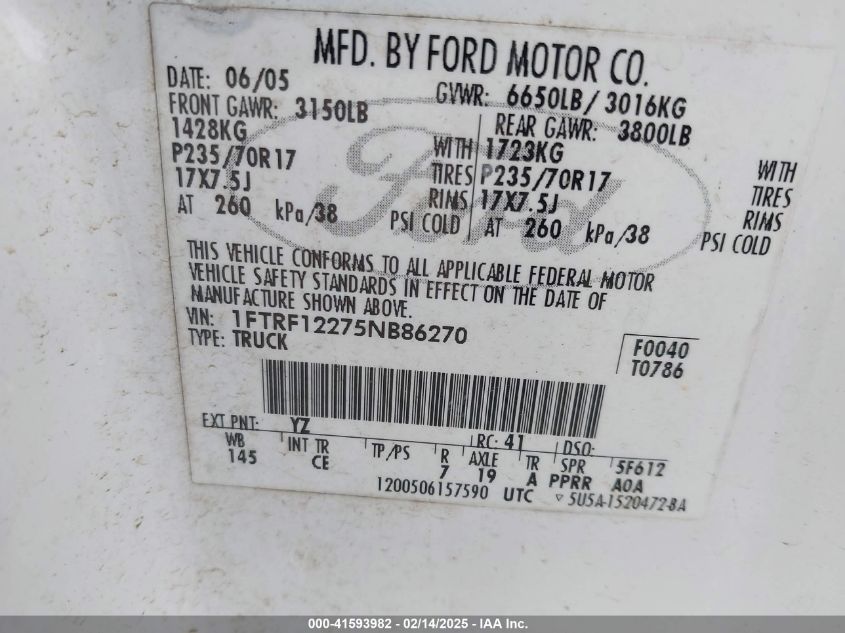 MFD. BY FORD MOTOR CO.
DATE: 06/05 GVWR: 6650LB/ 3016KG
FRONT GAWR: 3150LB REAR GAWR: 3800LB
1428KG WITH 1723KG WITH
P235/70R17 TIRES P235/70R17 TIRES
17X7.5J RIMS 17X7.5J RIMS
AT 260 kPa/38 PSI COLD AT 260 kPa/38 PSI COLD
Ford
THIS VEHICLE CONFORMS TO ALL APPLICABLE FEDERAL MOTOR
VEHICLE SAFETY STANDARDS IN EFFECT ON THE DATE OF
MANUFACTURE SHOWN ABOVE.
VIN: 1FTRF12275NB86270
TYPE: TRUCK
F0040
T0786
EXT PNT: YZ RC: 41 DSO:
WB INT TR TP/PS R AXLE TR SPR 5F612
145 CE 7 19 A PPRR A0A
1200506157590 UTC ▽ 5U5A-1520472-BA
000-41593982 - 02/14/2025 - IAA Inc.